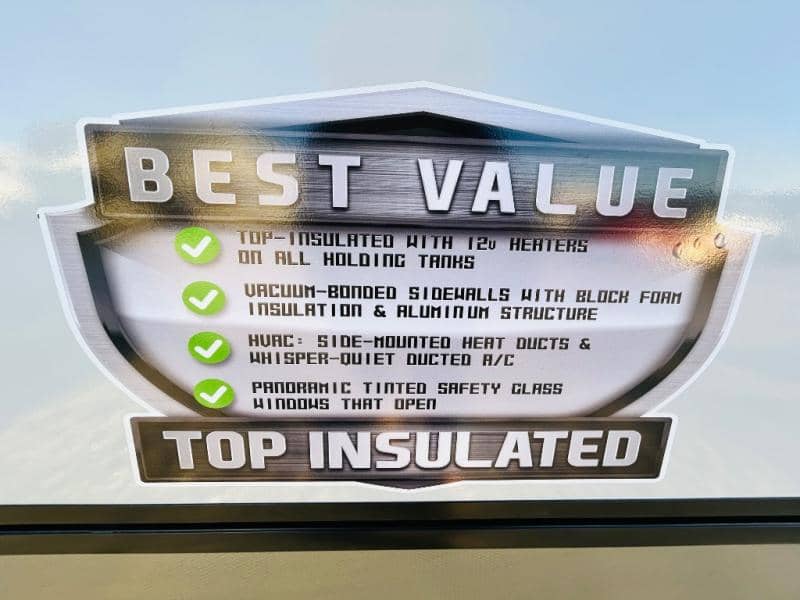 BEST VALUE
TOP-INSULATED WITH 12v HEATERS
ON ALL HOLDING TANKS
VACUUM-BONDED SIDEWALLS WITH BLOCK FOAM
INSULATION & ALUMINUM STRUCTURE
HVAC: SIDE-MOUNTED HEAT DUCTS &
WHISPER-QUIET DUCTED A/C
PANORAMIC TINTED SAFETY GLASS
WINDOWS THAT OPEN
TOP INSULATED